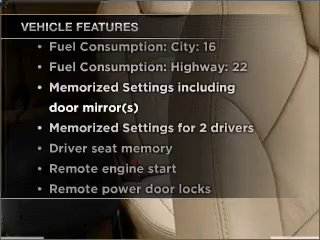 VEHICLE FEATURES
• Fuel Consumption: City: 16
• Fuel Consumption: Highway: 22
• Memorized Settings including
door mirror(s)
• Memorized Settings for 2 drivers
• Driver seat memory
• Remote engine start
• Remote power door locks